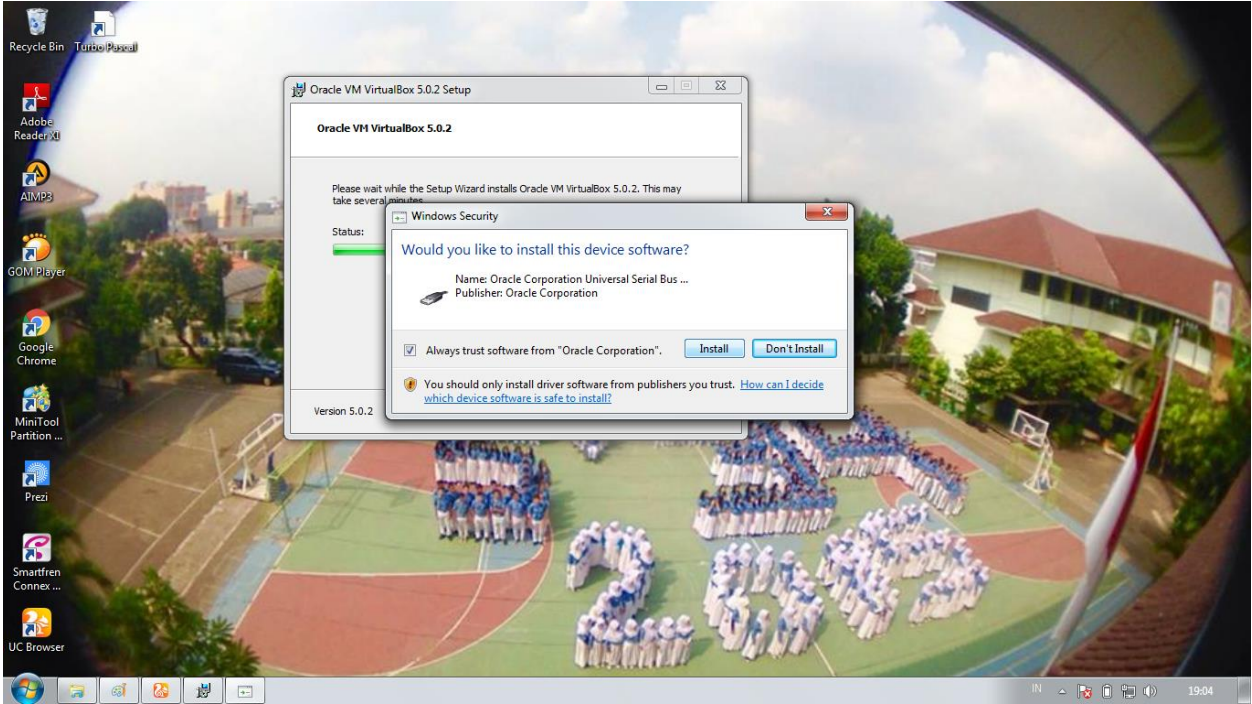 Recycle Bin
Turbo Pascal
Adobe
Reader XI
AIMP3
GOM Player
Google
Chrome
MiniTool
Partition ...
Prezi
Smartfren
Connex ...
UC Browser
Oracle VM VirtualBox 5.0.2 Setup
Oracle VM VirtualBox 5.0.2
Please wait while the Setup Wizard installs Oracle VM VirtualBox 5.0.2. This may
take several minutes.
Status:
Version 5.0.2
Windows Security
Would you like to install this device software?
Name: Oracle Corporation Universal Serial Bus ...
Publisher: Oracle Corporation
Always trust software from "Oracle Corporation".
Install
Don't Install
You should only install driver software from publishers you trust. How can I decide
which device software is safe to install?
IN
19:04